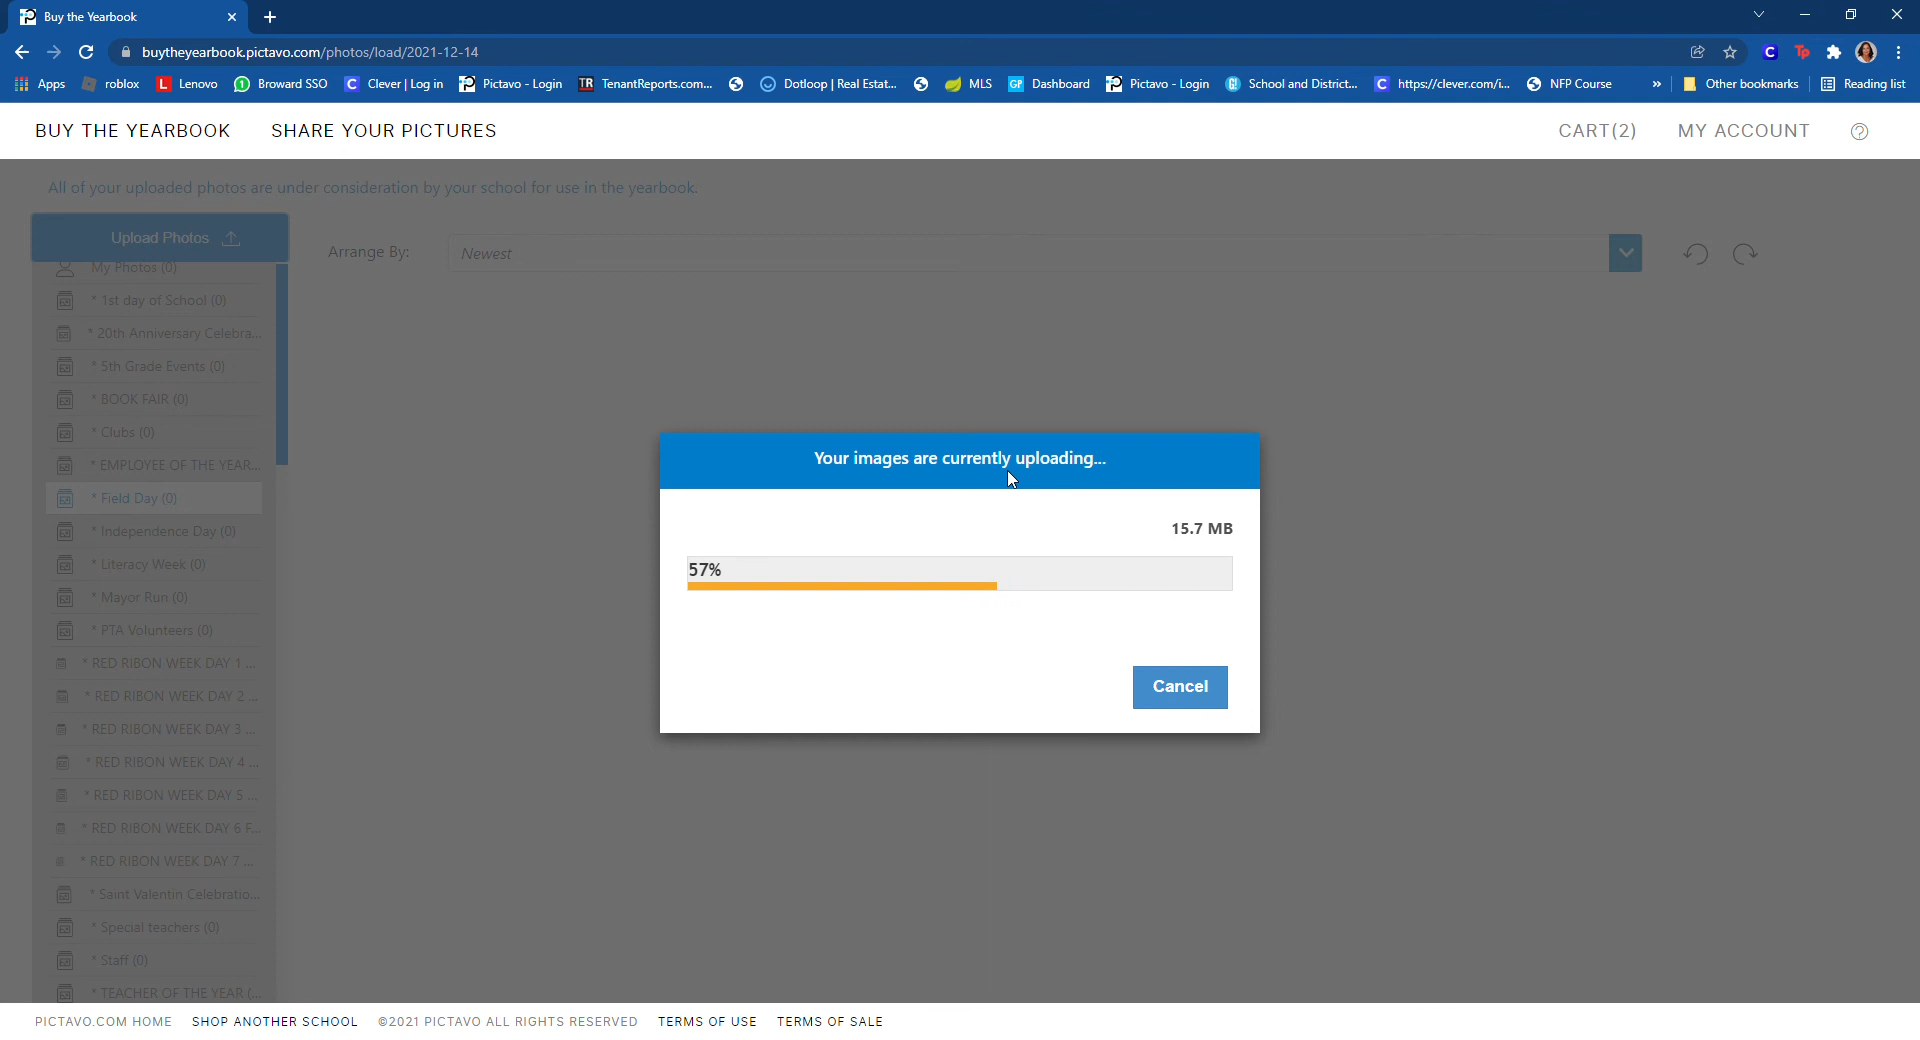 Buy the Yearbook
buytheyearbook.pictavo.com/photos/load/2021-12-14
Apps roblox Lenovo Broward SSO Clever | Log in Pictavo - Login TenantReports.com... Dotloop | Real Estat... MLS Dashboard Pictavo - Login School and District... https://clever.com/i... NFP Course » Other bookmarks Reading list
BUY THE YEARBOOK SHARE YOUR PICTURES CART(2) MY ACCOUNT ?
All of your uploaded photos are under consideration by your school for use in the yearbook.
Upload Photos
Arrange By: Newest
My Photos (0)
* 1st day of School (0)
* 20th Anniversary Celebra...
* 5th Grade Events (0)
* BOOK FAIR (0)
* Clubs (0)
* EMPLOYEE OF THE YEAR...
* Field Day (0)
* Independence Day (0)
* Literacy Week (0)
* Mayor Run (0)
* PTA Volunteers (0)
* RED RIBON WEEK DAY 1 ...
* RED RIBON WEEK DAY 2 ...
* RED RIBON WEEK DAY 3 ...
* RED RIBON WEEK DAY 4 ...
* RED RIBON WEEK DAY 5 ...
* RED RIBON WEEK DAY 6 F...
* RED RIBON WEEK DAY 7 ...
* Saint Valentin Celebratio...
* Special teachers (0)
* Staff (0)
* TEACHER OF THE YEAR (...
Your images are currently uploading...
15.7 MB
57%
Cancel
PICTAVO.COM HOME SHOP ANOTHER SCHOOL ©2021 PICTAVO ALL RIGHTS RESERVED TERMS OF USE TERMS OF SALE